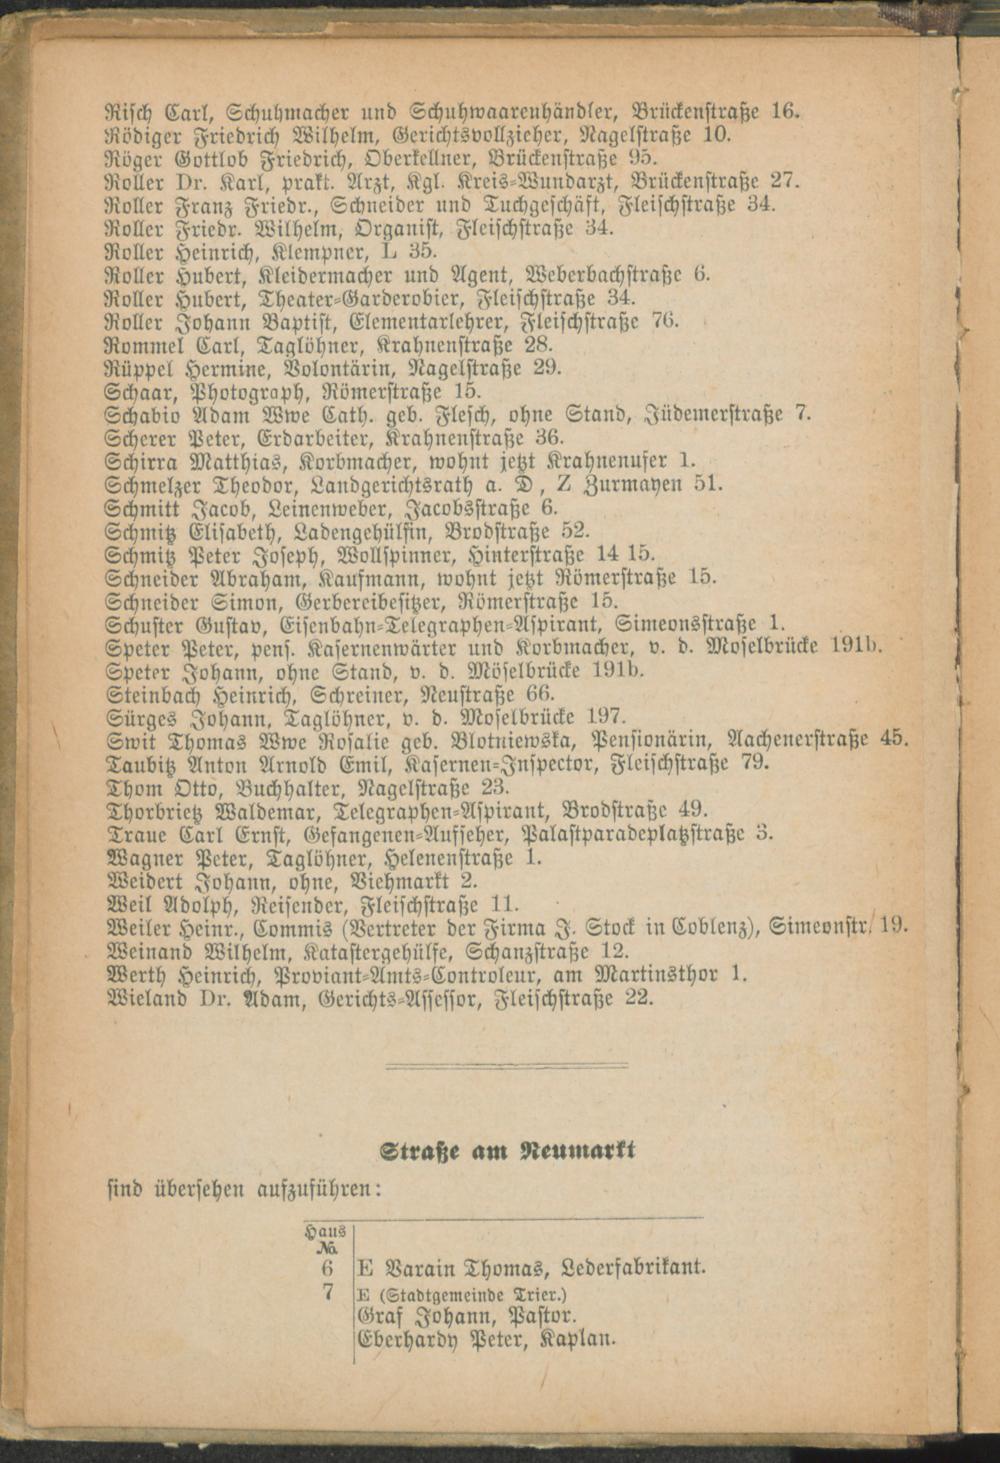 Risch Carl, Schuhmacher und Schuhwaarenhändler, Brückenstraße 16.
Rödiger Friedrich Wilhelm, Gerichtsvollzieher, Nagelstraße 10.
Röger Gottlob Friedrich, Oberkellner, Brückenstraße 95.
Roller Dr. Karl, prakt. Arzt, Kgl. Kreis-Wundarzt, Brückenstraße 27.
Roller Franz Friedr., Schneider und Tuchgeschäft, Fleischstraße 34.
Roller Friedr. Wilhelm, Organist, Fleischstraße 34.
Roller Heinrich, Klempner, L 35.
Roller Hubert, Kleidermacher und Agent, Weberbachstraße 6.
Roller Hubert, Theater-Garderobier, Fleischstraße 34.
Roller Johann Baptist, Elementarlehrer, Fleischstraße 76.
Rommel Carl, Taglöhner, Krahnenstraße 28.
Rüppel Hermine, Volontärin, Nagelstraße 29.
Schaar, Photograph, Römerstraße 15.
Schabio Adam Wwe Cath. geb. Flesch, ohne Stand, Jüdemerstraße 7.
Scherer Peter, Erdarbeiter, Krahnenstraße 36.
Schirra Matthias, Korbmacher, wohnt jetzt Krahnenufer 1.
Schmelzer Theodor, Landgerichtsrath a. D , Z Zurmayen 51.
Schmitt Jacob, Leinenweber, Jacobsstraße 6.
Schmitz Elisabeth, Ladengehülfin, Brodstraße 52.
Schmitz Peter Joseph, Wollspinner, Hinterstraße 14 15.
Schneider Abraham, Kaufmann, wohnt jetzt Römerstraße 15.
Schneider Simon, Gerbereibesitzer, Römerstraße 15.
Schuster Gustav, Eisenbahn-Telegraphen-Aspirant, Simeonsstraße 1.
Speter Peter, pens. Kasernenwärter und Korbmacher, v. d. Moselbrücke 191b.
Speter Johann, ohne Stand, v. d. Möselbrücke 191b.
Steinbach Heinrich, Schreiner, Neustraße 66.
Sürges Johann, Taglöhner, v. d. Moselbrücke 197.
Swit Thomas Wwe Rosalie geb. Blotniewska, Pensionärin, Aachenerstraße 45.
Taubitz Anton Arnold Emil, Kasernen-Inspector, Fleischstraße 79.
Thom Otto, Buchhalter, Nagelstraße 23.
Thorbrietz Waldemar, Telegraphen-Aspirant, Brodstraße 49.
Traue Carl Ernst, Gefangenen-Aufseher, Palastparadeplatzstraße 3.
Wagner Peter, Taglöhner, Helenenstraße 1.
Weidert Johann, ohne, Viehmarkt 2.
Weil Adolph, Reisender, Fleischstraße 11.
Weiler Heinr., Commis (Vertreter der Firma J. Stock in Coblenz), Simeonstr. 19.
Weinand Wilhelm, Katastergehülfe, Schanzstraße 12.
Werth Heinrich, Proviant-Amts-Controleur, am Martinsthor 1.
Wieland Dr. Adam, Gerichts-Assessor, Fleischstraße 22.
Straße am Neumarkt
sind übersehen aufzuführen:
Haus
No.
6 E Varain Thomas, Lederfabrikant.
7 E (Stadtgemeinde Trier.)
Graf Johann, Pastor.
Eberhardy Peter, Kaplan.